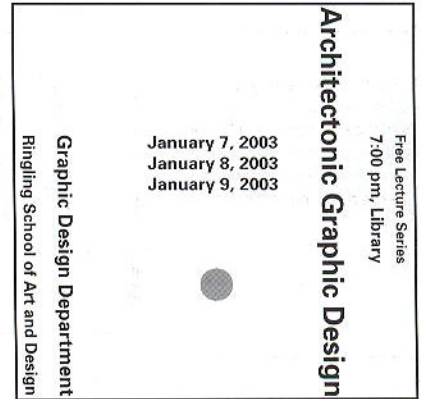 Free Lecture Series
7:00 pm, Library
Architectonic Graphic Design
January 7, 2003
January 8, 2003
January 9, 2003
Graphic Design Department
Ringling School of Art and Design